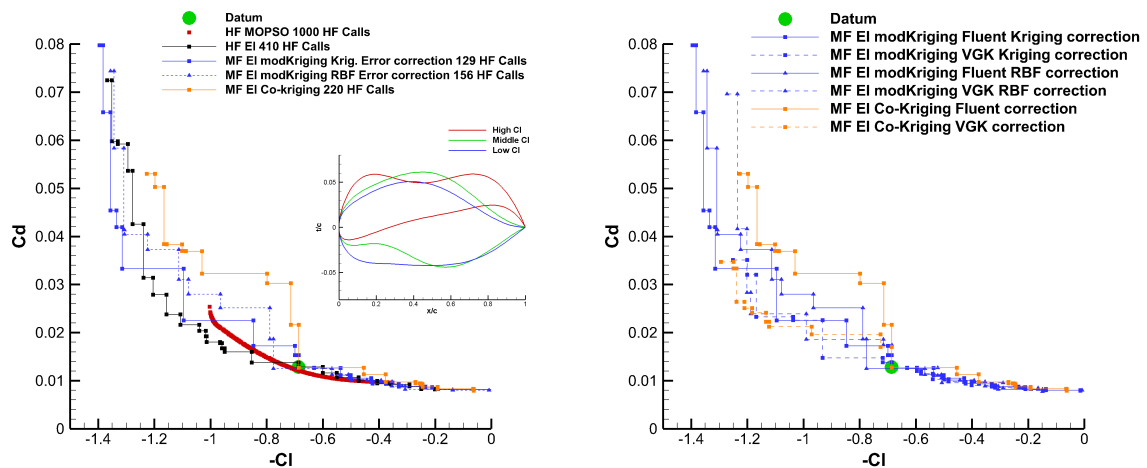 Datum
HF MOPSO 1000 HF Calls
HF EI 410 HF Calls
MF EI modKriging Krig. Error correction 129 HF Calls
MF EI modKriging RBF Error correction 156 HF Calls
MF EI Co-kriging 220 HF Calls
0.08
0.07
0.06
0.05
0.04
0.03
0.02
0.01
0
Cd
-1.4 -1.2 -1 -0.8 -0.6 -0.4 -0.2 0
-Cl
High Cl
Middle Cl
Low Cl
0.05
0
-0.05
t/c
0 0.2 0.4 0.6 0.8 1
x/c
Datum
MF EI modKriging Fluent Kriging correction
MF EI modKriging VGK Kriging correction
MF EI modKriging Fluent RBF correction
MF EI modKriging VGK RBF correction
MF EI Co-Kriging Fluent correction
MF EI Co-Kriging VGK correction
0.08
0.07
0.06
0.05
0.04
0.03
0.02
0.01
0
Cd
-1.4 -1.2 -1 -0.8 -0.6 -0.4 -0.2 0
-Cl